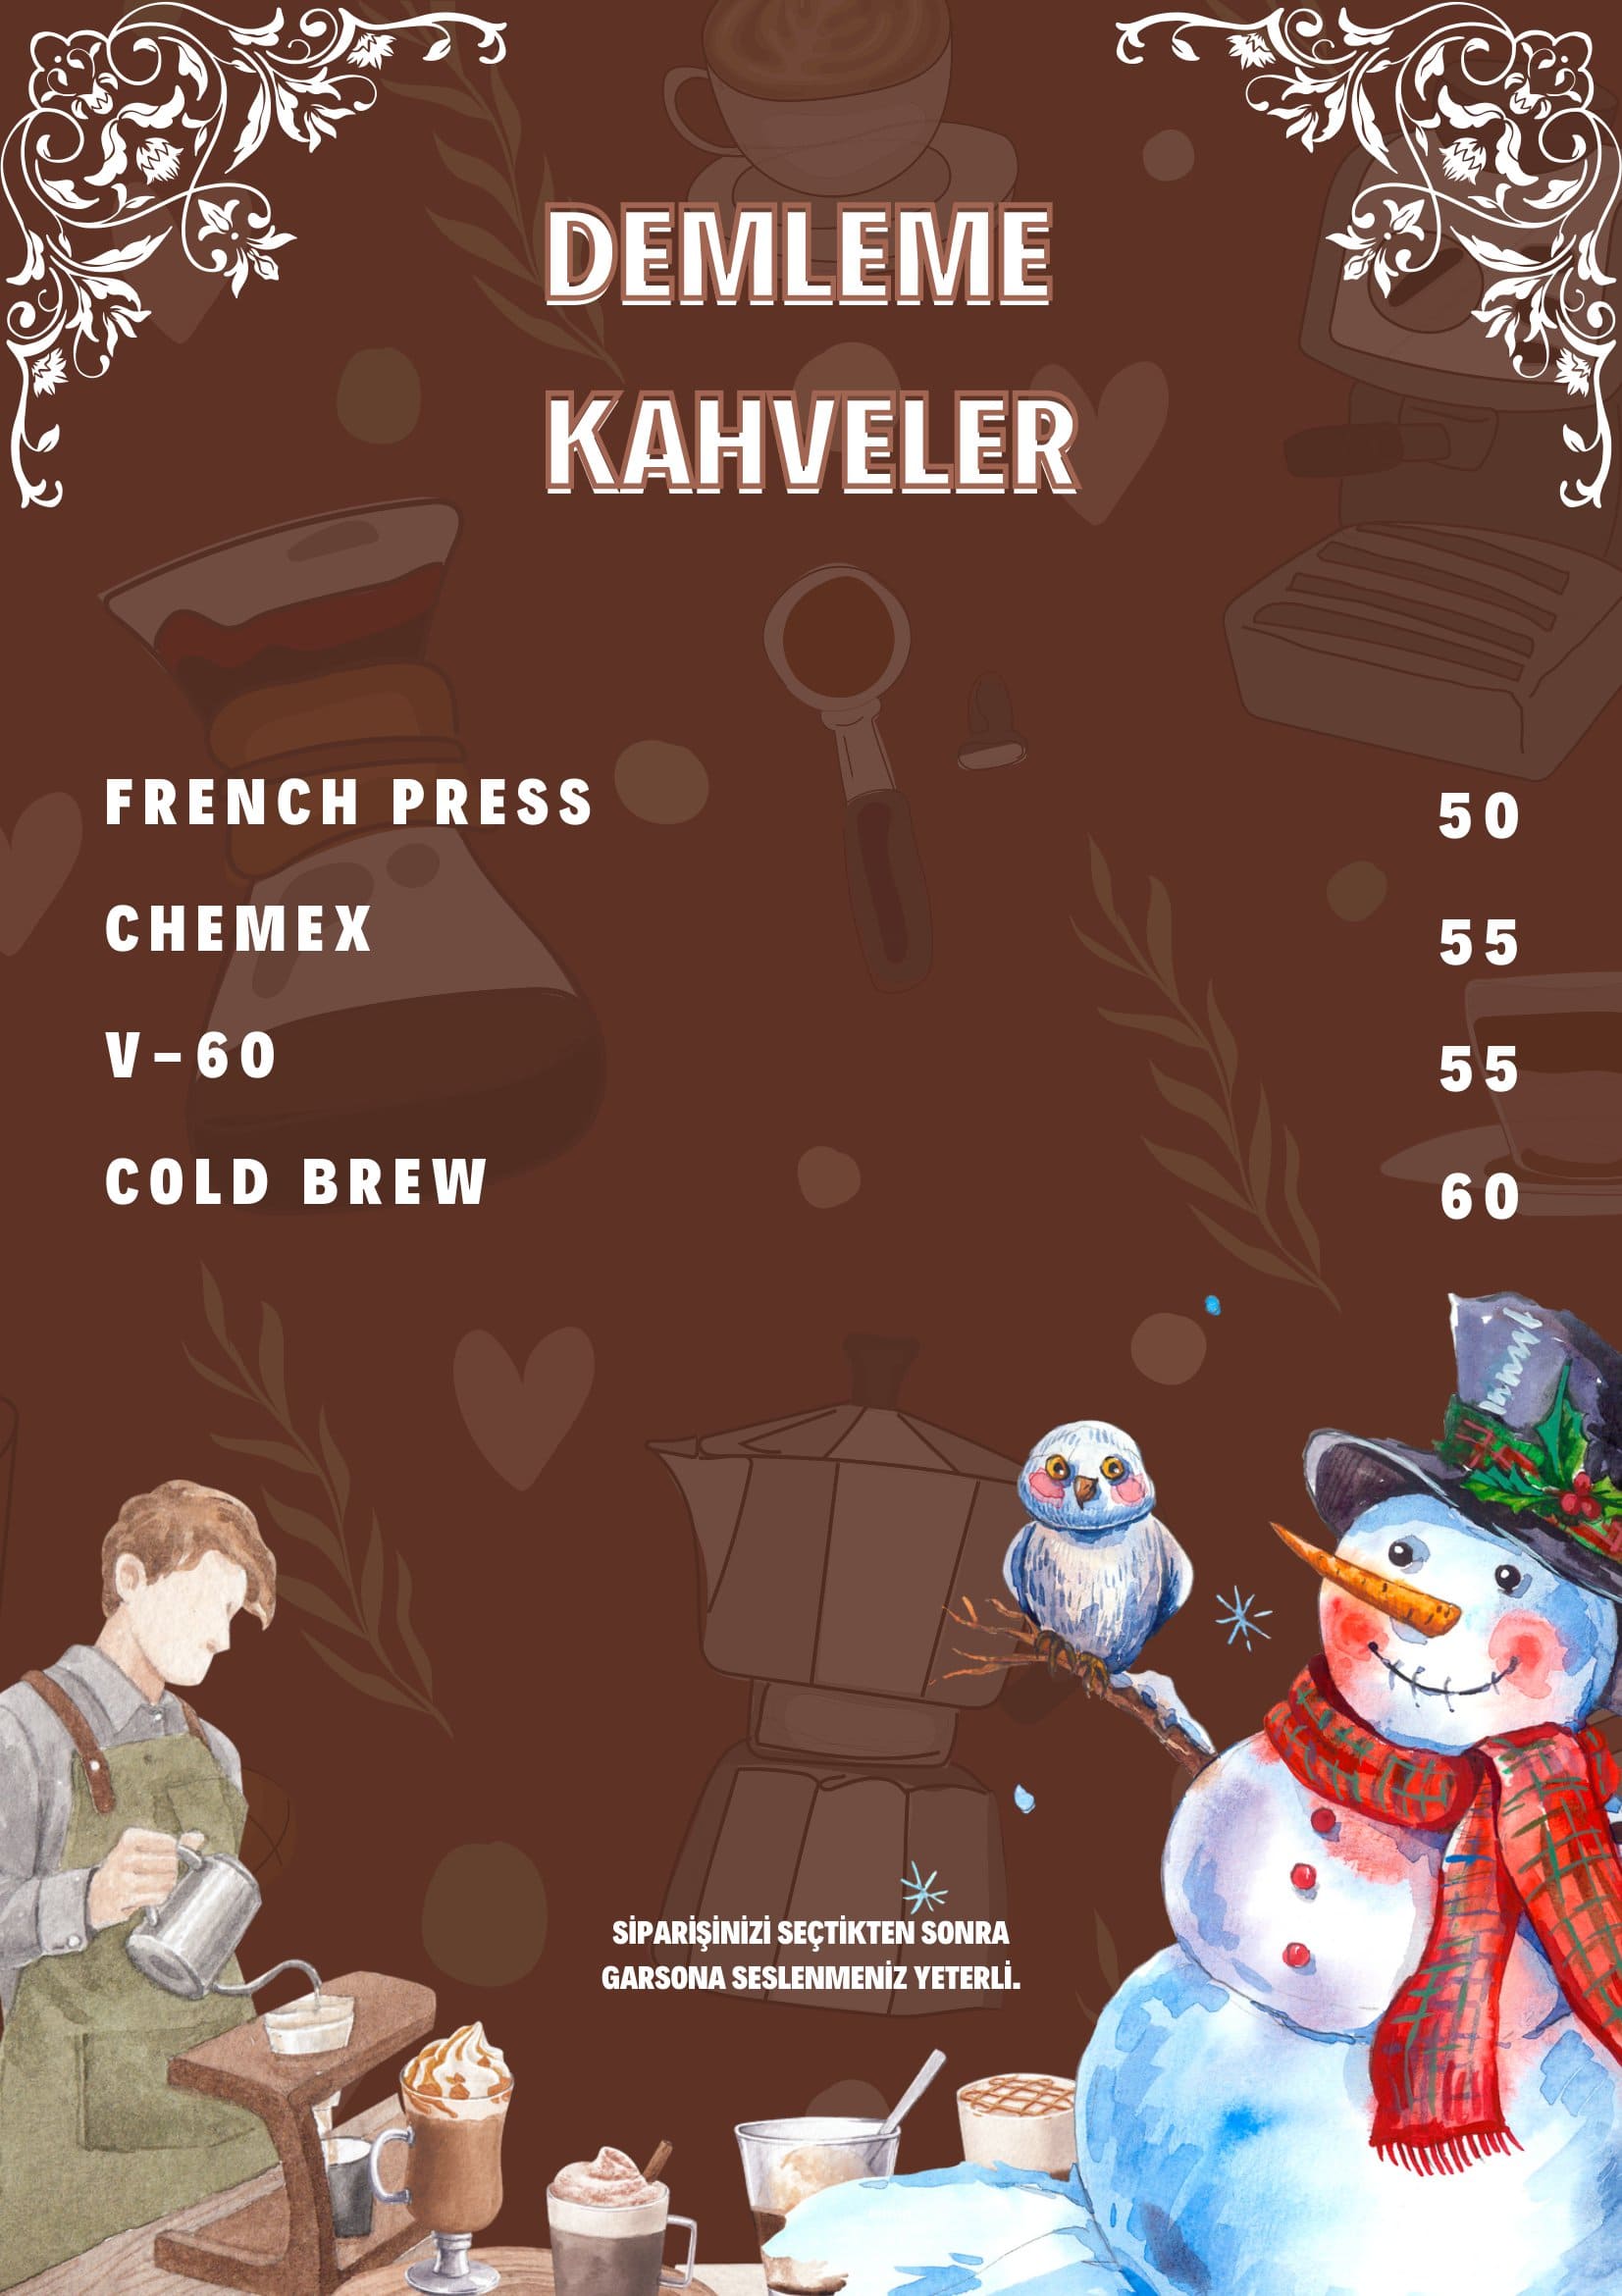 DEMLEME
KAHVELER
FRENCH PRESS 50
CHEMEX 55
V-60 55
COLD BREW 60
SİPARİŞİNİZİ SEÇTİKTEN SONRA
GARSONA SESLENMENİZ YETERLİ.